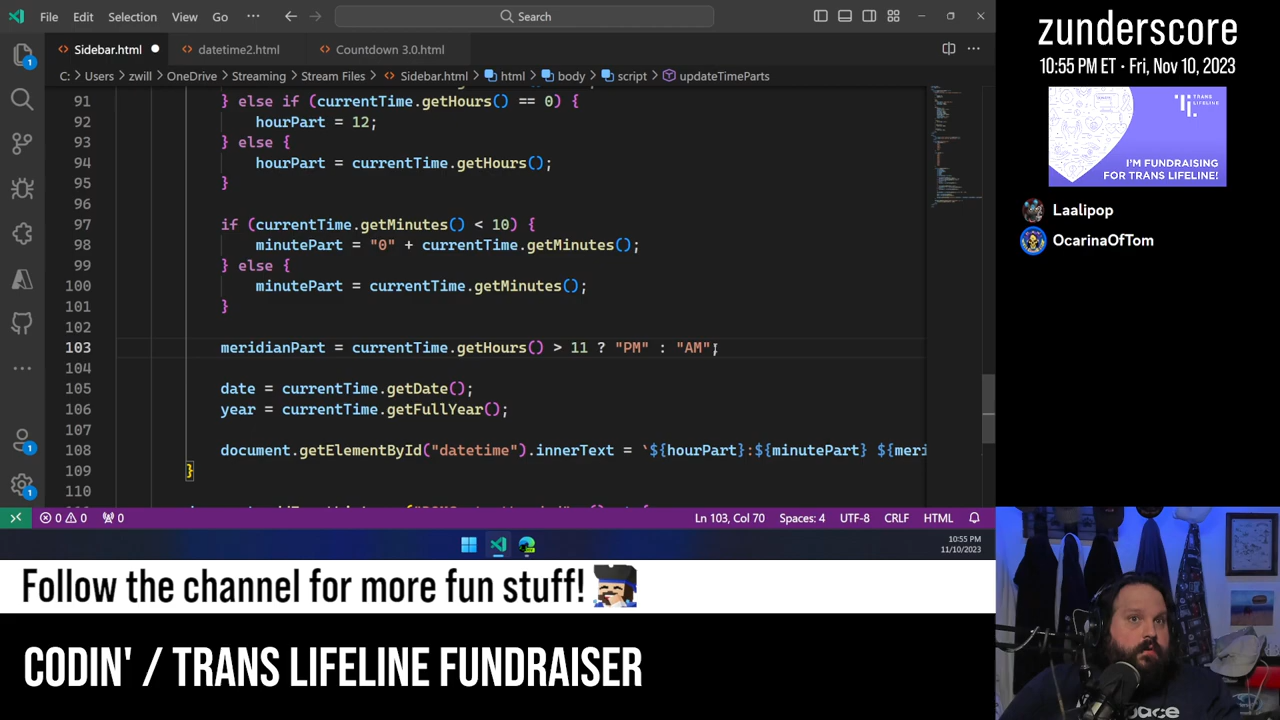 File Edit Selection View Go ··· Search
zunderscore
10:55 PM ET · Fri, Nov 10, 2023
TRANS LIFELINE
I'M FUNDRAISING
FOR TRANS LIFELINE!
Laalipop
OcarinaOfTom
Sidebar.html datetime2.html Countdown 3.0.html
C: > Users > zwill > OneDrive > Streaming > Stream Files > Sidebar.html > html > body > script > updateTimeParts
91 } else if (currentTime.getHours() == 0) {
92 hourPart = 12;
93 } else {
94 hourPart = currentTime.getHours();
95 }
96
97 if (currentTime.getMinutes() < 10) {
98 minutePart = "0" + currentTime.getMinutes();
99 } else {
100 minutePart = currentTime.getMinutes();
101 }
102
103 meridianPart = currentTime.getHours() > 11 ? "PM" : "AM";
104
105 date = currentTime.getDate();
106 year = currentTime.getFullYear();
107
108 document.getElementById("datetime").innerText = `${hourPart}:${minutePart} ${meri
109 }
110
0 0 0 Ln 103, Col 70 Spaces: 4 UTF-8 CRLF HTML
10:55 PM
11/10/2023
Follow the channel for more fun stuff!
CODIN' / TRANS LIFELINE FUNDRAISER